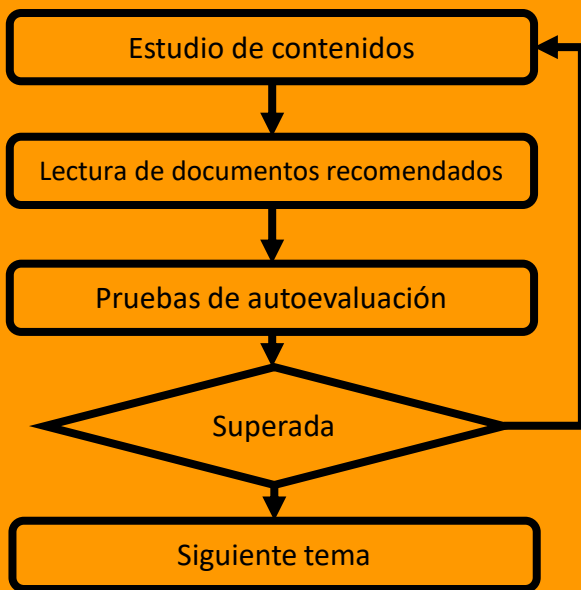 Estudio de contenidos
Lectura de documentos recomendados
Pruebas de autoevaluación
Superada
Siguiente tema